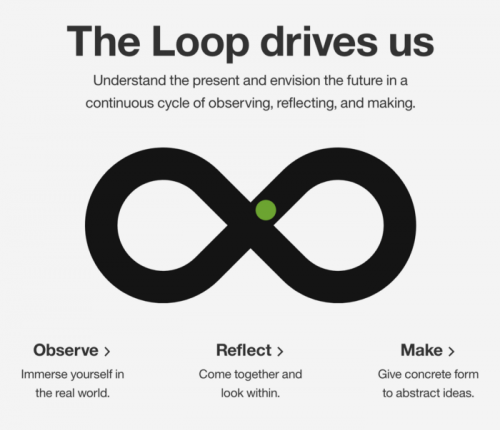 The Loop drives us
Understand the present and envision the future in a
continuous cycle of observing, reflecting, and making.
Observe >
Immerse yourself in
the real world.
Reflect >
Come together and
look within.
Make >
Give concrete form
to abstract ideas.